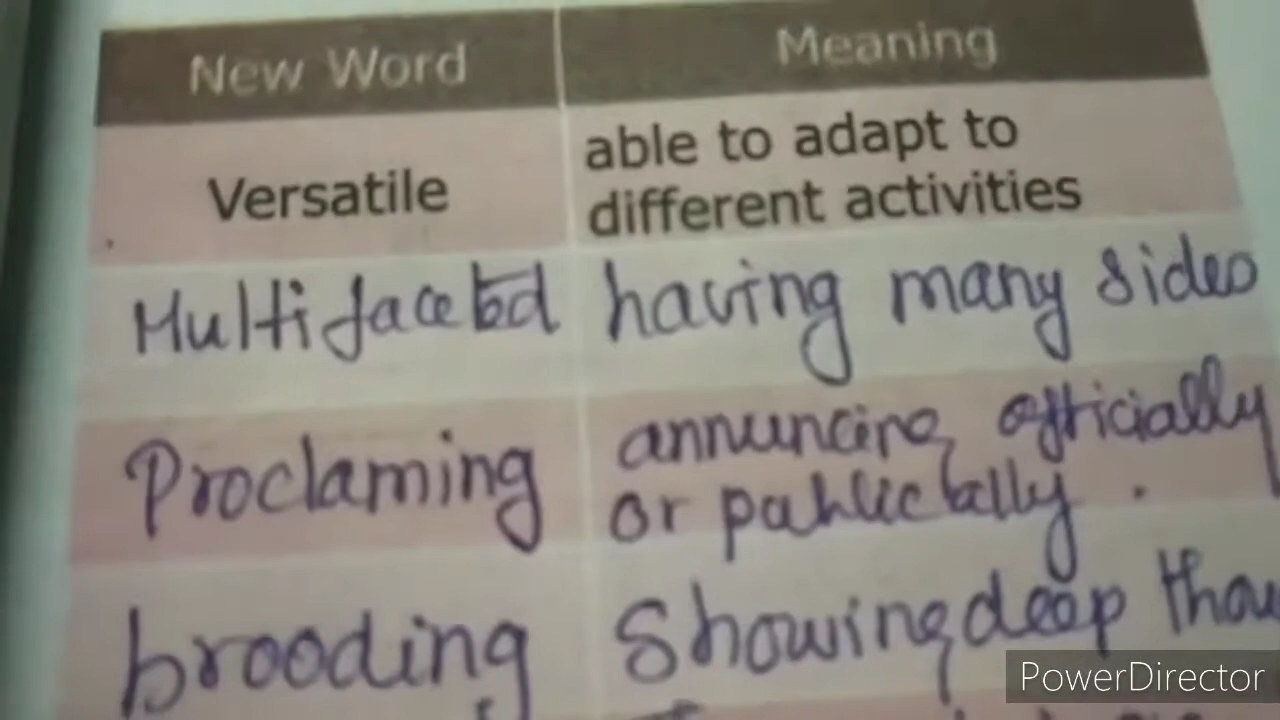 New Word Meaning
Versatile able to adapt to
different activities
Multifaceted having many sides
Proclaming annuncing officially
or publically.
brooding Showing deep thou
PowerDirector